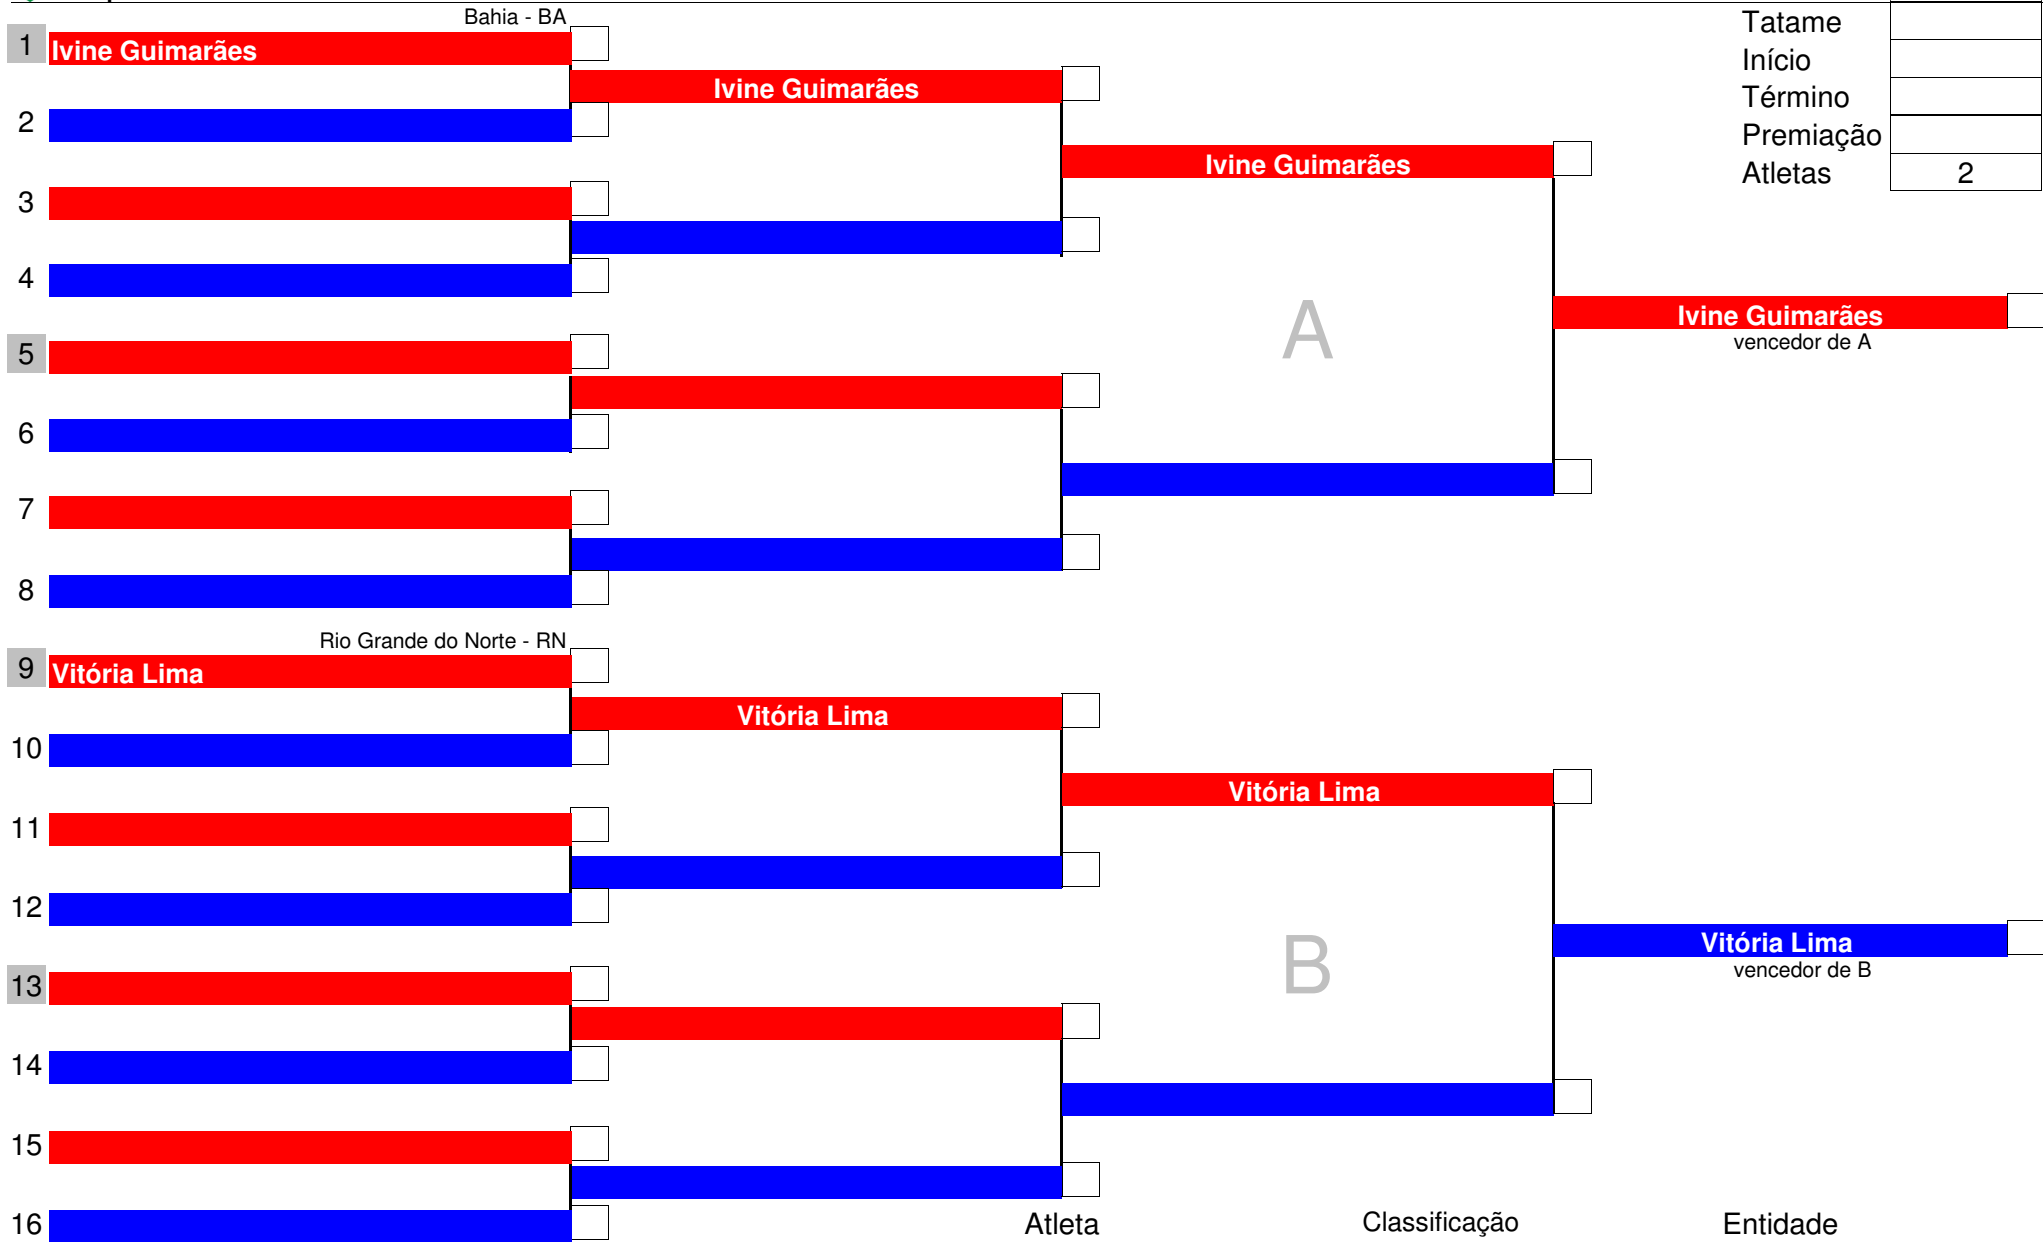 Bahia - BA
1 Ivine Guimarães
Ivine Guimarães
2
Ivine Guimarães
3
4
Ivine Guimarães
vencedor de A
A
5
6
7
8
Rio Grande do Norte - RN
9 Vitória Lima
Vitória Lima
10
Vitória Lima
11
12
Vitória Lima
vencedor de B
B
13
14
15
16
Tatame
Início
Término
Premiação
Atletas 2
Atleta Classificação Entidade